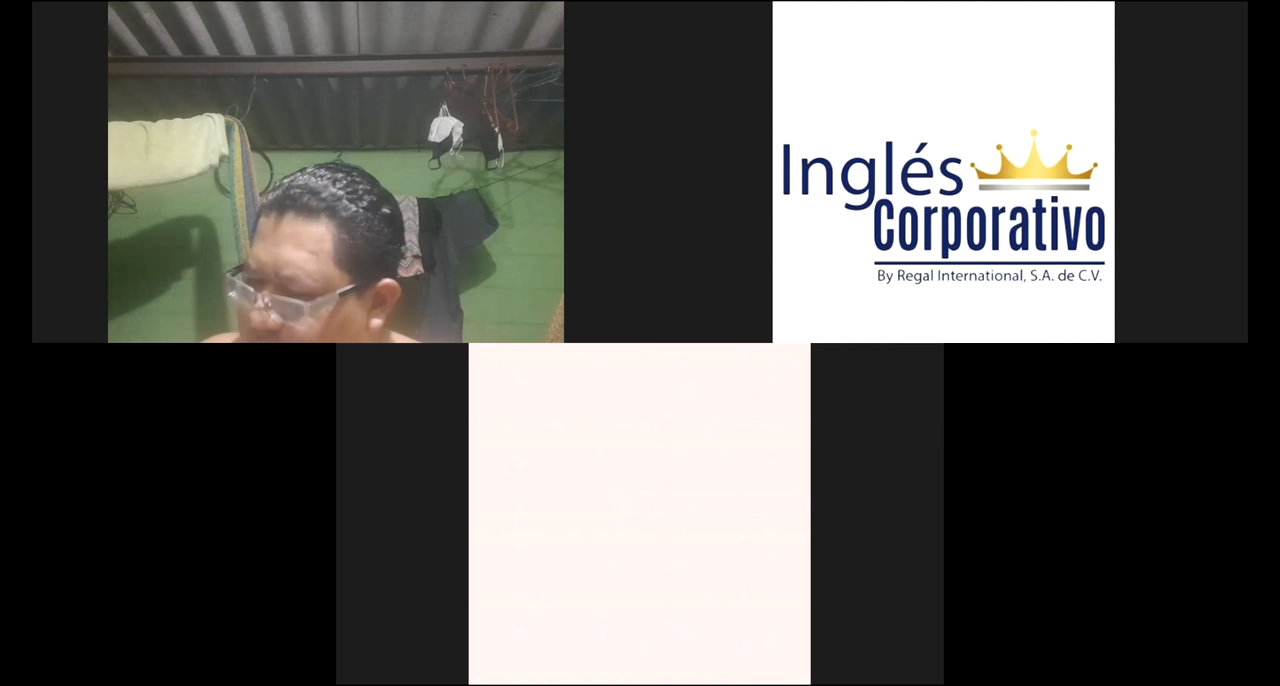 Inglés
Corporativo
By Regal International, S.A. de C.V.